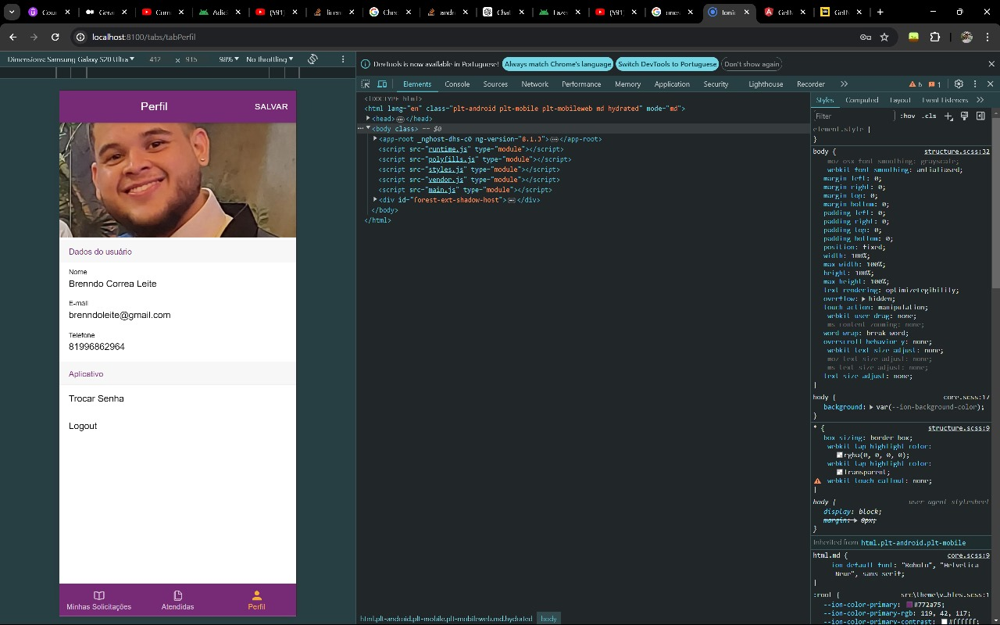 Cour
Gera
Com
Adici
(591)
licen
Chec
andri
Chat
Fazer
(591)
ones
Ionic
GetN
GetN
localhost:8100/tabs/tabPerfil
Dimensions: Samsung Galaxy S20 Ultra ▼ 412 × 915 98% ▼ No throttling ▼
DevTools is now available in Portuguese! Always match Chrome's language Switch DevTools to Portuguese Don't show again
Elements Console Sources Network Performance Memory Application Security Lighthouse Recorder 6 1
Perfil SALVAR
Dados do usuário
Nome
Brenndo Correa Leite
E-mail
brenndoleite@gmail.com
Telefone
81996862964
Aplicativo
Trocar Senha
Logout
Minhas Solicitações Atendidas Perfil
<!DOCTYPE html>
<html lang="en" class="plt-android plt-mobile plt-mobileweb md hydrated" mode="md">
<head>…</head>
<body class> == $0
<app-root _nghost-dhs-c0 ng-version="8.1.3">…</app-root>
<script src="runtime.js" type="module"></script>
<script src="polyfills.js" type="module"></script>
<script src="styles.js" type="module"></script>
<script src="vendor.js" type="module"></script>
<script src="main.js" type="module"></script>
<div id="forest-ext-shadow-host">…</div>
</body>
</html>
html.plt-android.plt-mobile.plt-mobileweb.md.hydrated body
Styles Computed Layout Event Listeners
Filter :hov .cls
element.style {
}
body { structure.scss:32
-moz-osx-font-smoothing: grayscale;
-webkit-font-smoothing: antialiased;
margin-left: 0;
margin-right: 0;
margin-top: 0;
margin-bottom: 0;
padding-left: 0;
padding-right: 0;
padding-top: 0;
padding-bottom: 0;
position: fixed;
width: 100%;
max-width: 100%;
height: 100%;
max-height: 100%;
text-rendering: optimizeLegibility;
overflow: hidden;
touch-action: manipulation;
-webkit-user-drag: none;
-ms-content-zooming: none;
word-wrap: break-word;
overscroll-behavior-y: none;
-webkit-text-size-adjust: none;
-moz-text-size-adjust: none;
-ms-text-size-adjust: none;
text-size-adjust: none;
}
body { core.scss:17
background: var(--ion-background-color);
}
* { structure.scss:9
box-sizing: border-box;
-webkit-tap-highlight-color:
rgba(0, 0, 0, 0);
-webkit-tap-highlight-color:
transparent;
-webkit-touch-callout: none;
}
body { user agent stylesheet
display: block;
margin: 8px;
}
Inherited from html.plt-android.plt-mobile
html.md { core.scss:9
--ion-default-font: "Roboto", "Helvetica
Neue", sans-serif;
}
:root { src\theme\v…bles.scss:1
--ion-color-primary: #772a75;
--ion-color-primary-rgb: 119, 42, 117;
--ion-color-primary-contrast: #ffffff;